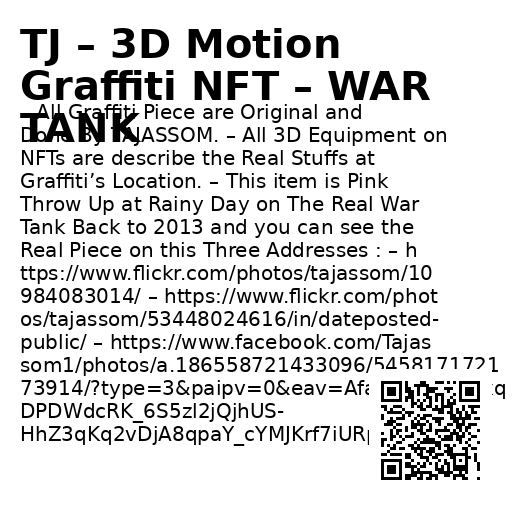 TJ – 3D Motion
Graffiti NFT – WAR
TANK
– All Graffiti Piece are Original and
Done By TAJASSOM. – All 3D Equipment on
NFTs are describe the Real Stuffs at
Graffiti’s Location. – This item is Pink
Throw Up at Rainy Day on The Real War
Tank Back to 2013 and you can see the
Real Piece on this Three Addresses : – h
ttps://www.flickr.com/photos/tajassom/10
984083014/ – https://www.flickr.com/phot
os/tajassom/53448024616/in/dateposted-
public/ – https://www.facebook.com/Tajas
som1/photos/a.186558721433096/5458171721
73914/?type=3&paipv=0&eav=Afa
DPDWdcRK_6S5zl2jQjhUS-
HhZ3qKq2vDjA8qpaY_cYMJKrf7iURp